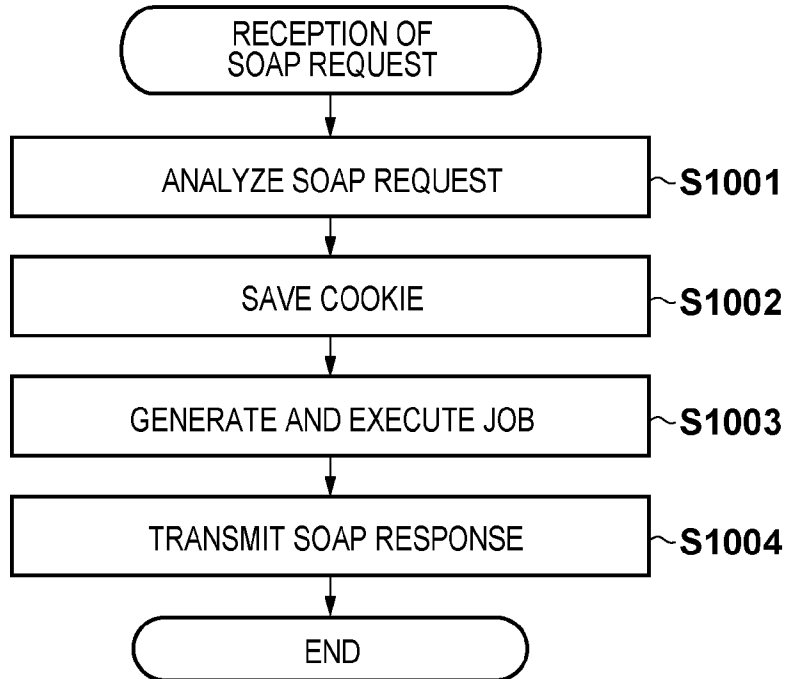 RECEPTION OF
SOAP REQUEST
ANALYZE SOAP REQUEST
S1001
SAVE COOKIE
S1002
GENERATE AND EXECUTE JOB
S1003
TRANSMIT SOAP RESPONSE
S1004
END